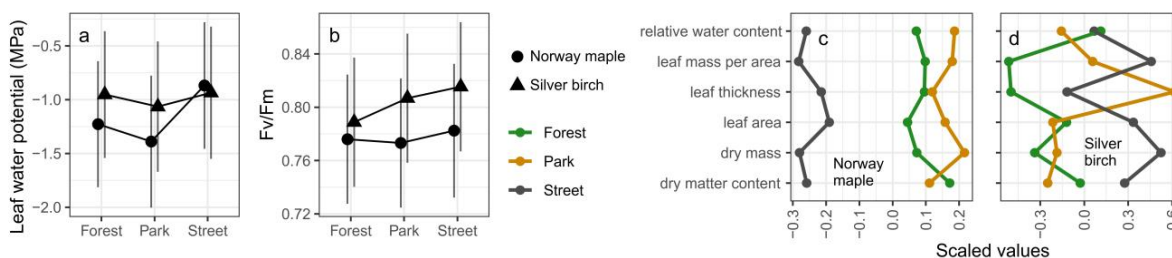 Leaf water potential (MPa)
−0.5
−1.0
−1.5
−2.0
a
Forest Park Street
Fv/Fm
0.84
0.80
0.76
0.72
b
Forest Park Street
Norway maple
Silver birch
Forest
Park
Street
relative water content
leaf mass per area
leaf thickness
leaf area
dry mass
dry matter content
c
Norway
maple
−0.3 −0.2 −0.1 0.0 0.1 0.2
d
Silver
birch
−0.3 0.0 0.3 0.6
Scaled values